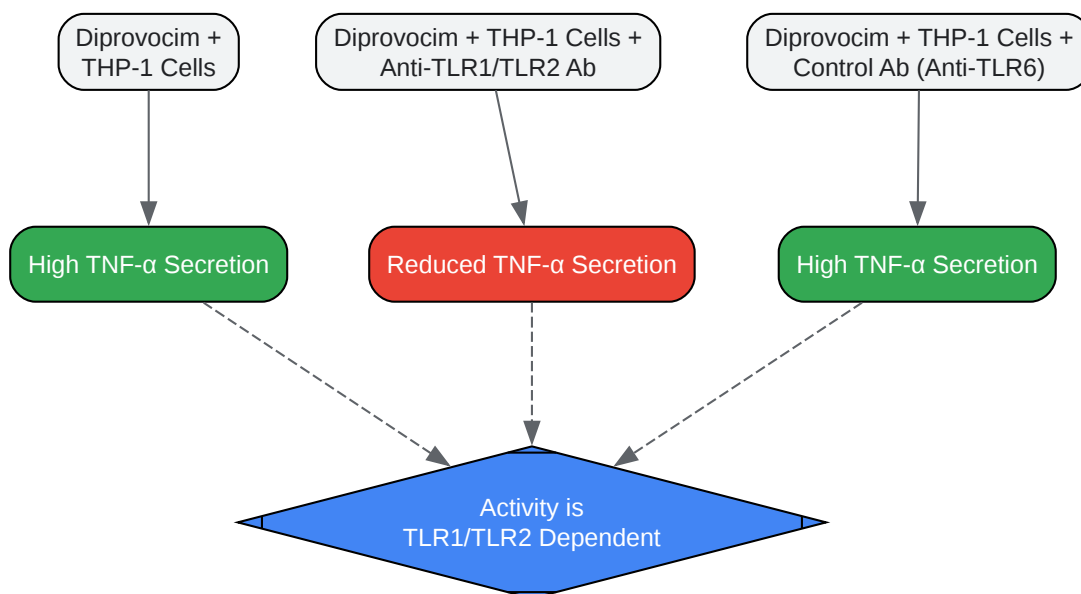 Diprovocim +
THP-1 Cells
Diprovocim + THP-1 Cells +
Anti-TLR1/TLR2 Ab
Diprovocim + THP-1 Cells +
Control Ab (Anti-TLR6)
High TNF-α Secretion
Reduced TNF-α Secretion
High TNF-α Secretion
Activity is
TLR1/TLR2 Dependent